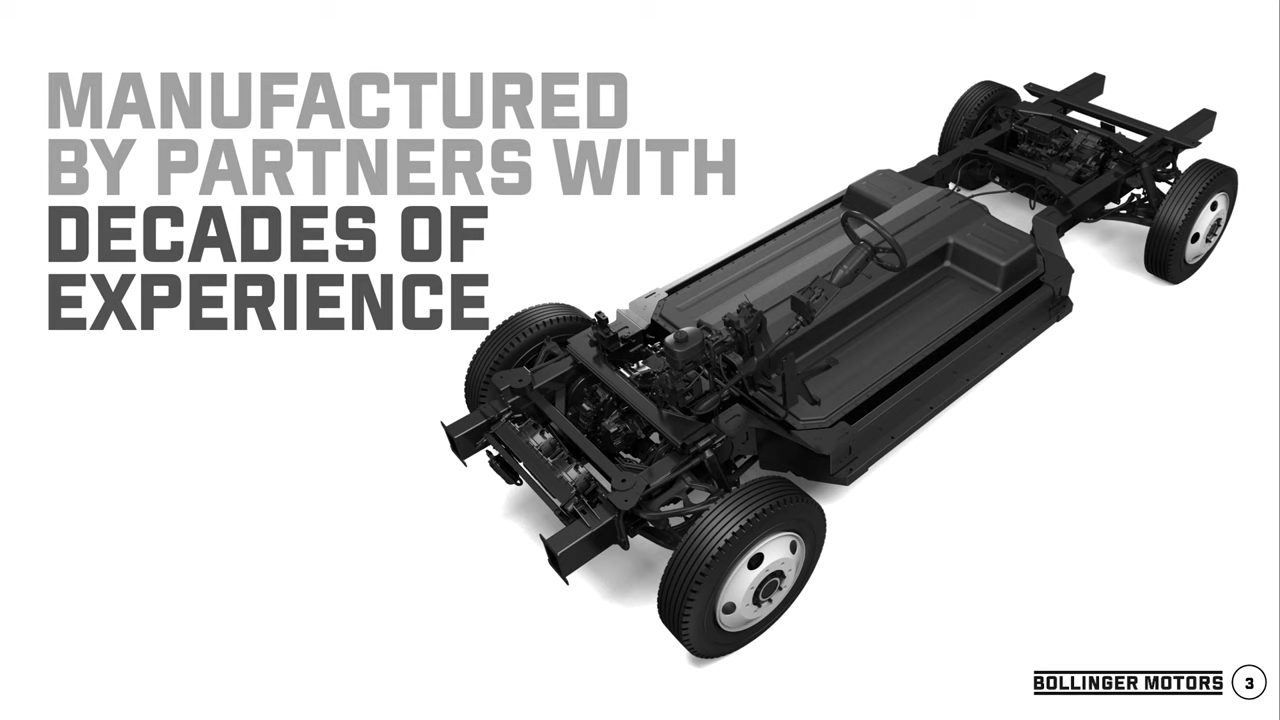 MANUFACTURED
BY PARTNERS WITH
DECADES OF
EXPERIENCE
BOLLINGER MOTORS 3